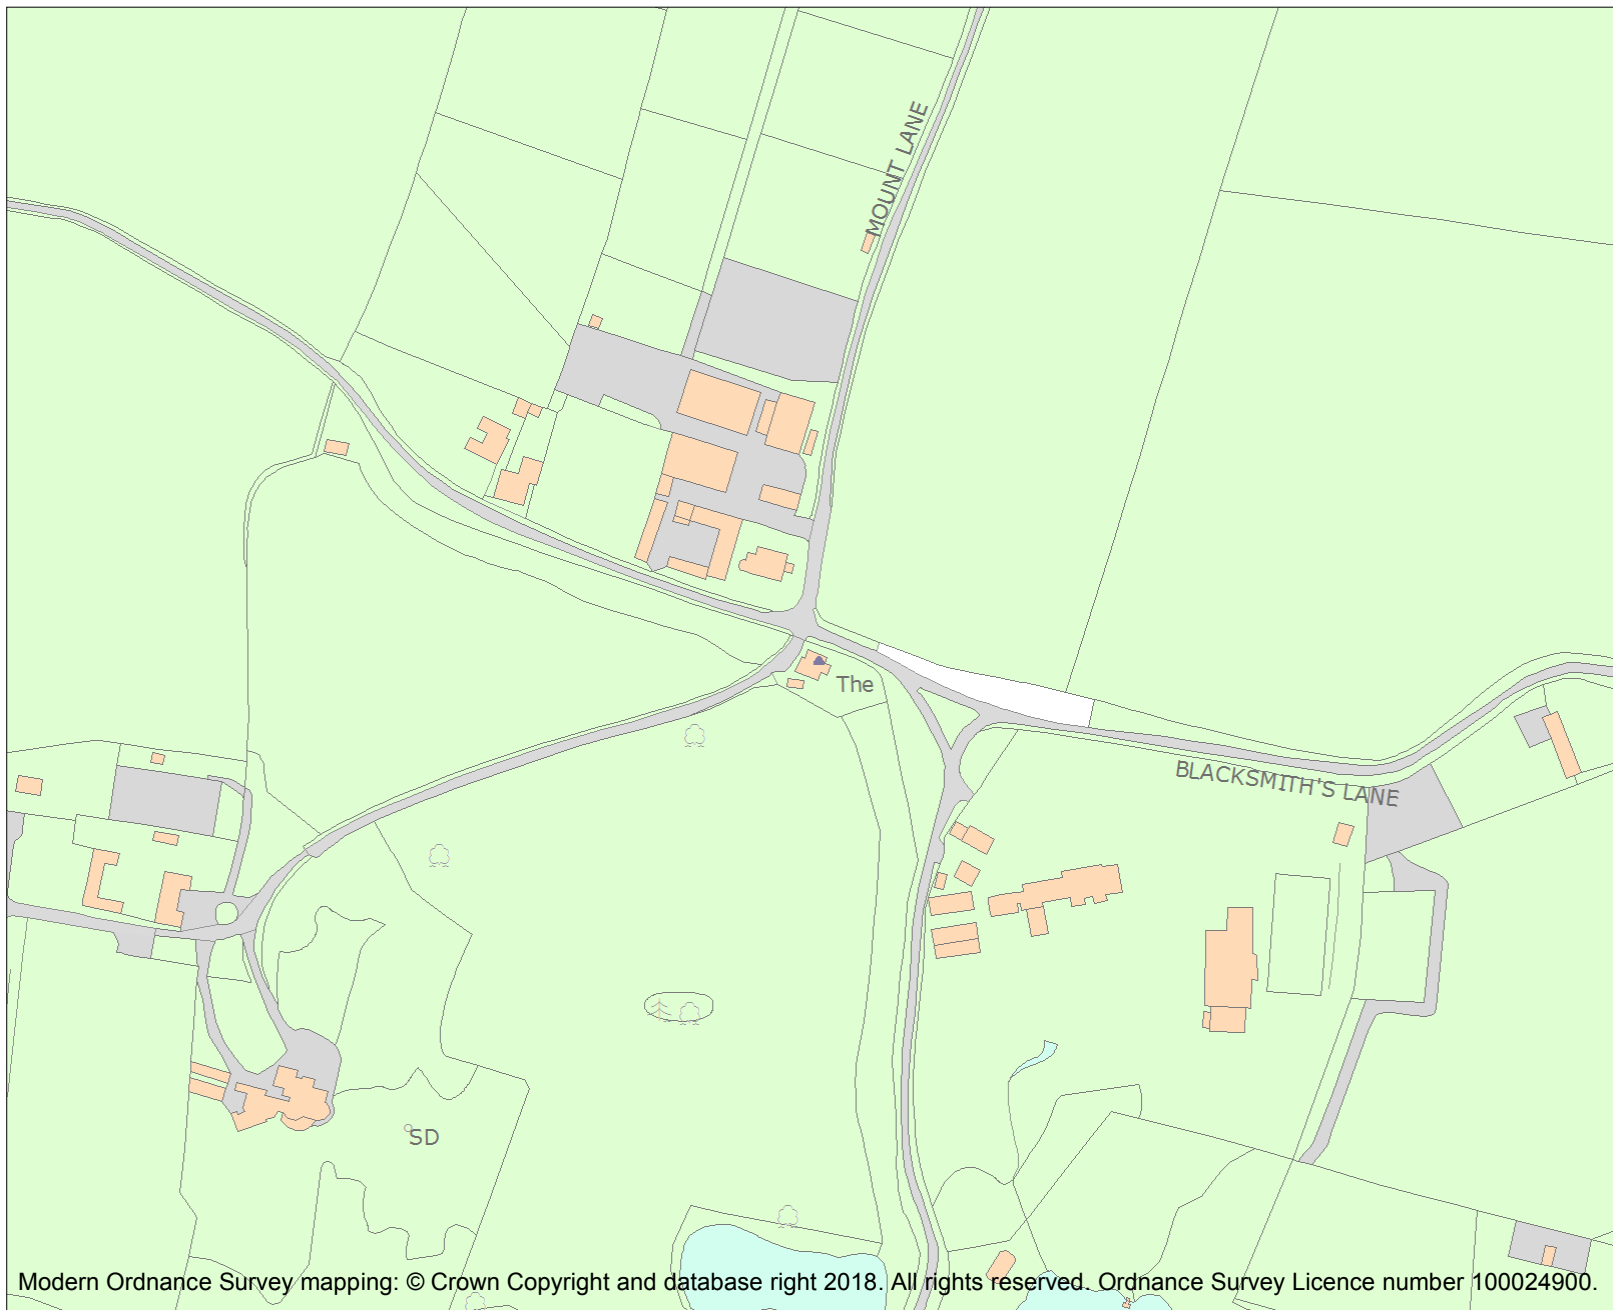 MOUNT LANE
The
BLACKSMITH'S LANE
SD
Modern Ordnance Survey mapping: © Crown Copyright and database right 2018. All rights reserved. Ordnance Survey Licence number 100024900.